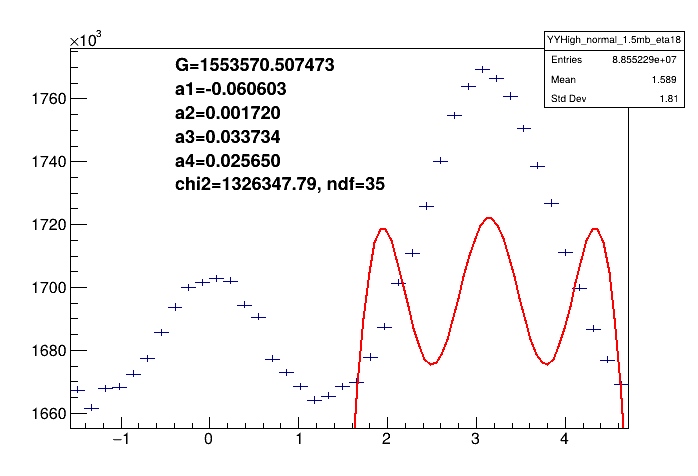 ×10³
YYHigh_normal_1.5mb_eta18
Entries 8.855229e+07
Mean 1.589
Std Dev 1.81
G=1553570.507473
a1=-0.060603
a2=0.001720
a3=0.033734
a4=0.025650
chi2=1326347.79, ndf=35
1760
1740
1720
1700
1680
1660
−1 0 1 2 3 4